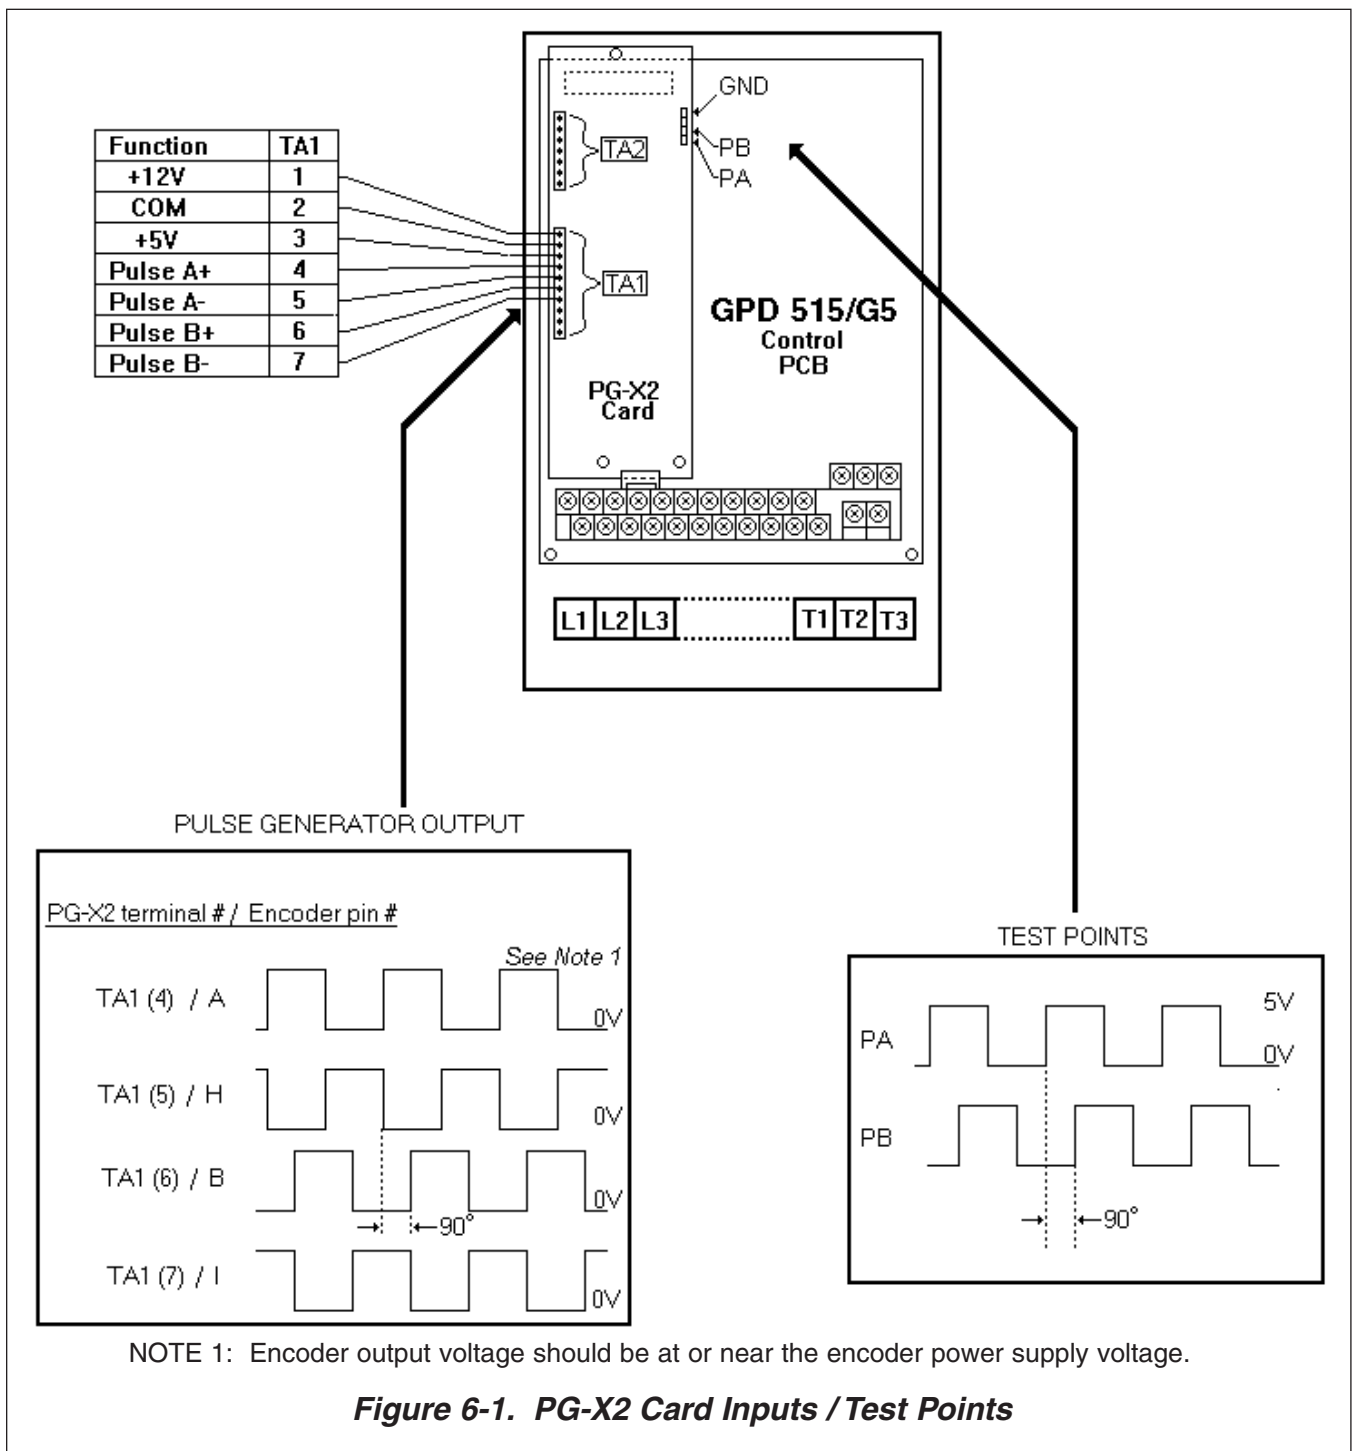 GND
PB
PA
TA2
Function TA1
+12V 1
COM 2
+5V 3
Pulse A+ 4
Pulse A- 5
Pulse B+ 6
Pulse B- 7
TA1
GPD 515/G5
Control
PCB
PG-X2
Card
L1 L2 L3 T1 T2 T3
PULSE GENERATOR OUTPUT
PG-X2 terminal # / Encoder pin #
See Note 1
TA1 (4) / A 0V
TA1 (5) / H 0V
TA1 (6) / B 0V
90°
TA1 (7) / I 0V
TEST POINTS
PA 5V
0V
PB
90°
NOTE 1: Encoder output voltage should be at or near the encoder power supply voltage.
Figure 6-1. PG-X2 Card Inputs / Test Points